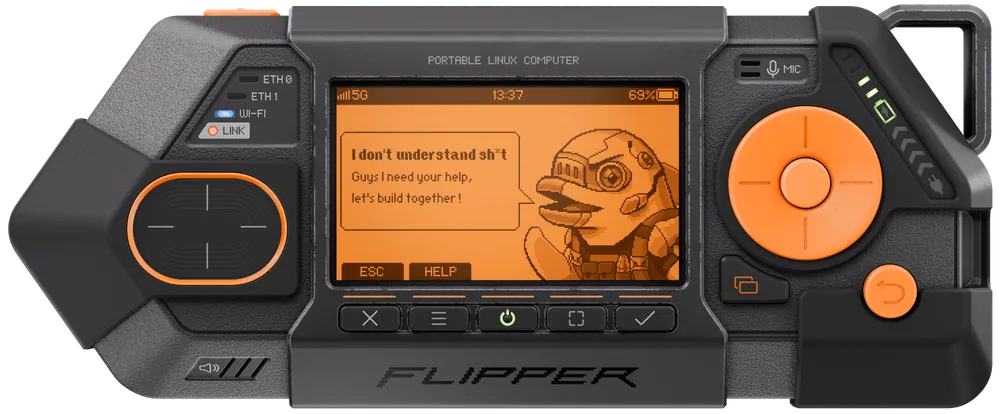 PORTABLE LINUX COMPUTER
ETH 0
ETH 1
WI-FI
LINK
MIC
5G 13:37 69%
I don't understand sh*t
Guys I need your help,
let's build together !
ESC HELP
FLIPPER